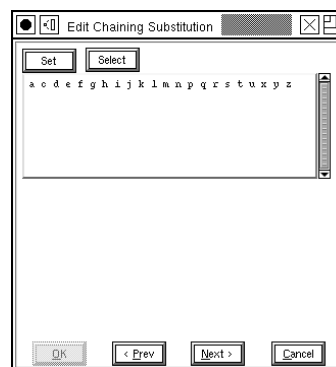 Edit Chaining Substitution
Set Select
a c d e f g h i j k l m n p q r s t u x y z
OK < Prev Next > Cancel